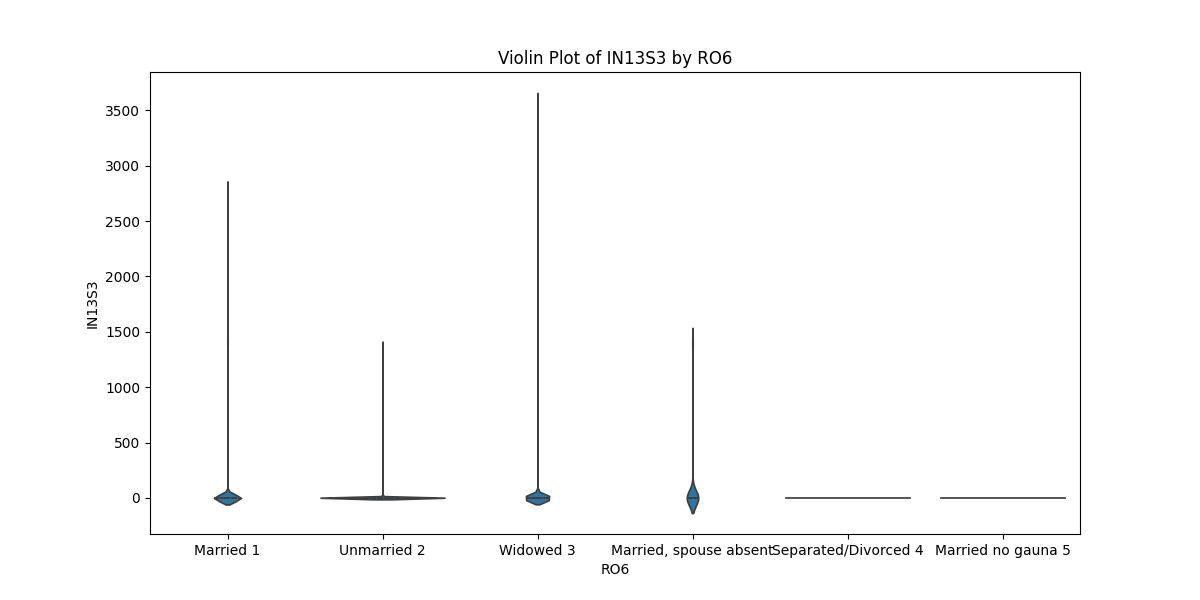 Violin Plot of IN13S3 by RO6
3500
3000
2500
2000
1500
1000
500
0
IN13S3
Married 1
Unmarried 2
Widowed 3
Married, spouse absent
Separated/Divorced 4
Married no gauna 5
RO6